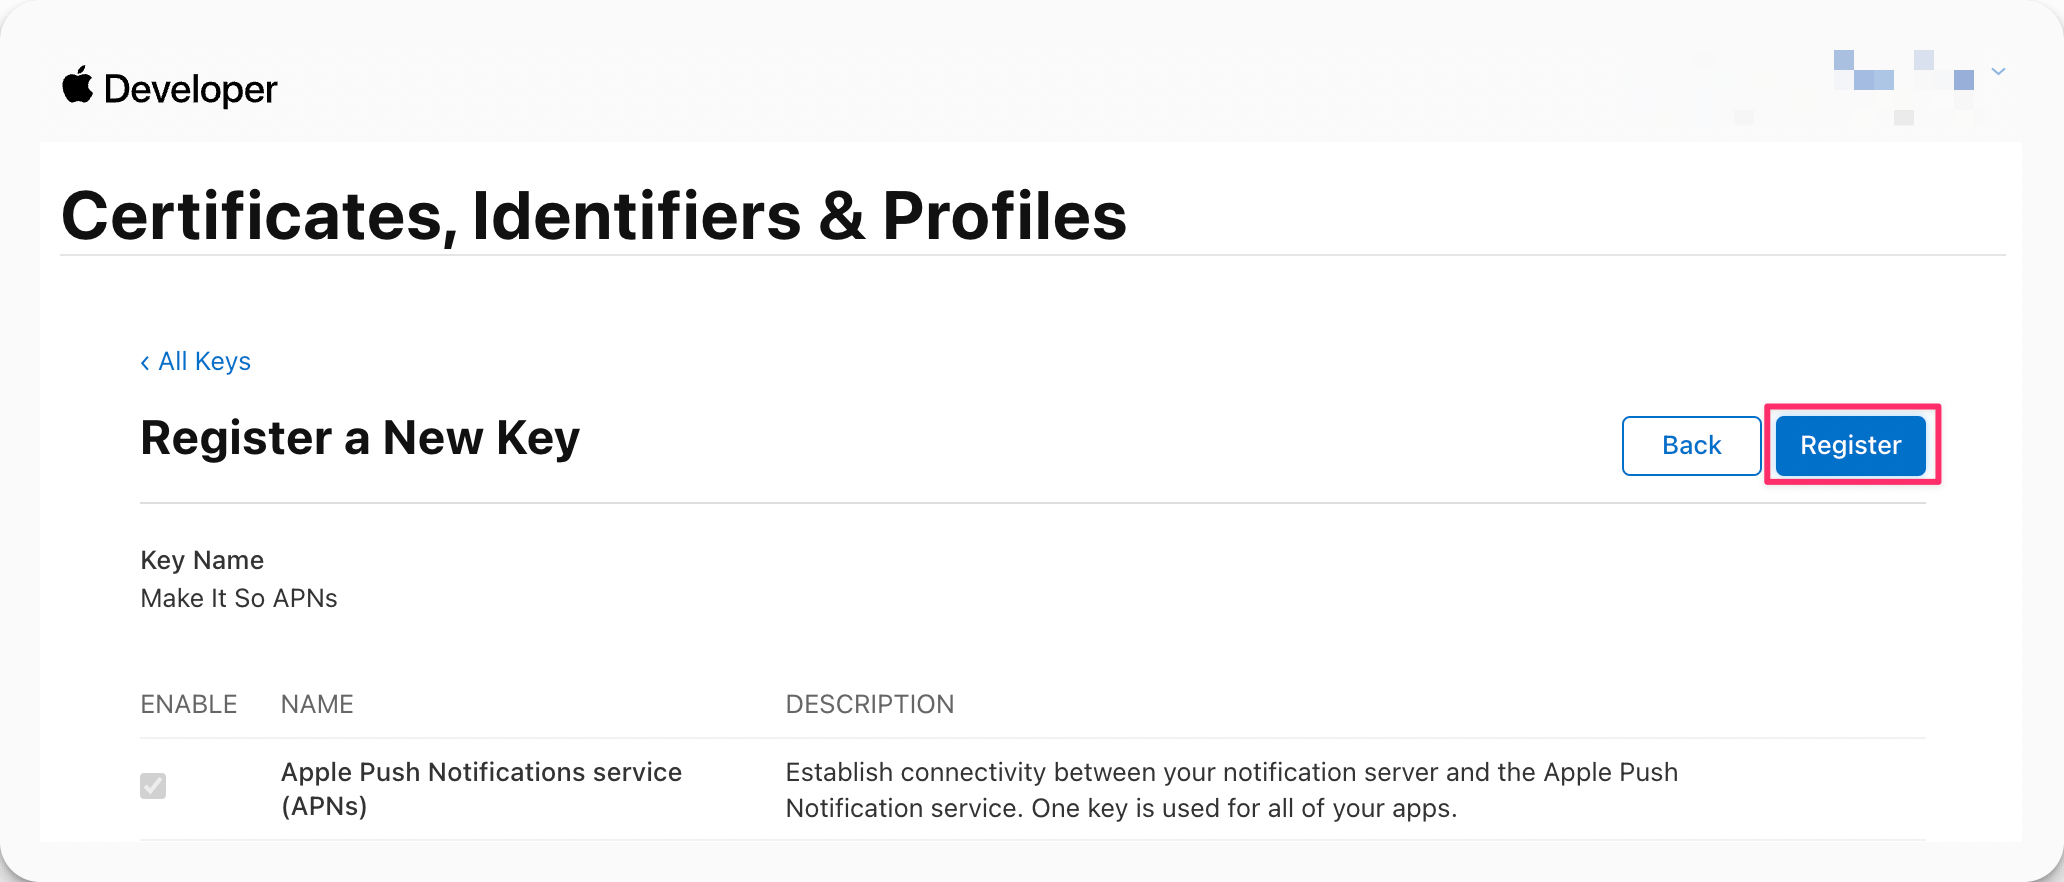 Developer
Certificates, Identifiers & Profiles
‹ All Keys
Register a New Key
Back
Register
Key Name
Make It So APNs
ENABLE NAME DESCRIPTION
Apple Push Notifications service
(APNs)
Establish connectivity between your notification server and the Apple Push
Notification service. One key is used for all of your apps.